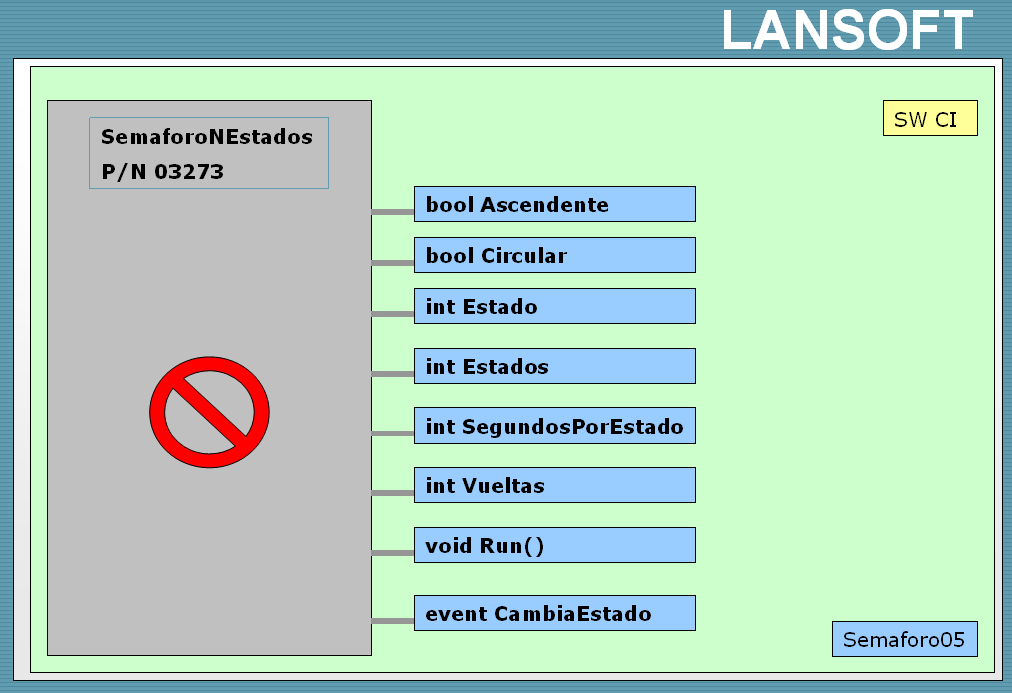 LANSOFT
SemaforoNEstados
P/N 03273
SW CI
bool Ascendente
bool Circular
int Estado
int Estados
int SegundosPorEstado
int Vueltas
void Run()
event CambiaEstado
Semaforo05